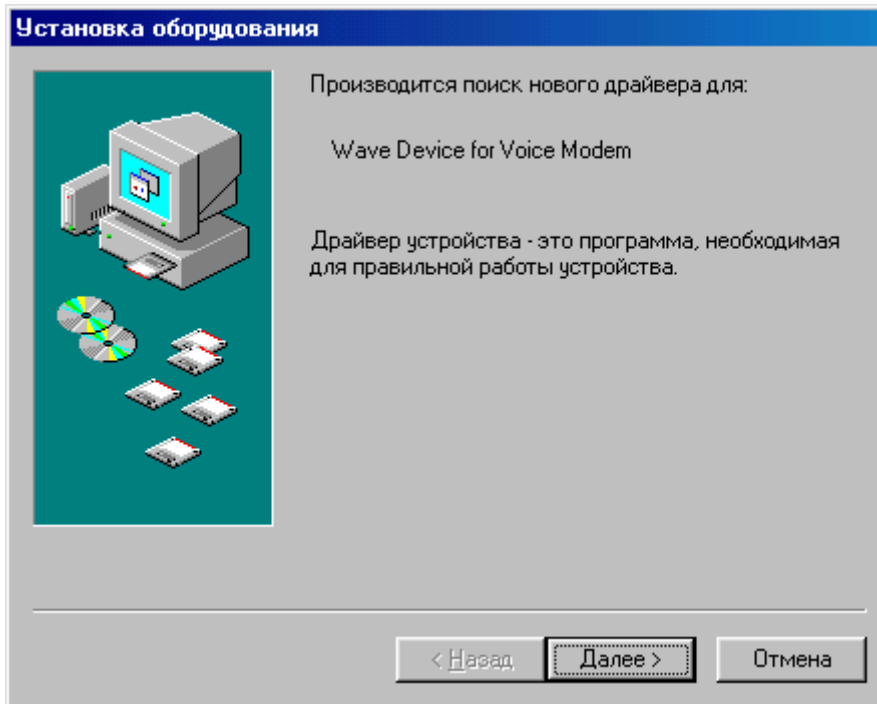 Установка оборудования
Производится поиск нового драйвера для:
Wave Device for Voice Modem
Драйвер устройства - это программа, необходимая
для правильной работы устройства.
< Назад
Далее >
Отмена